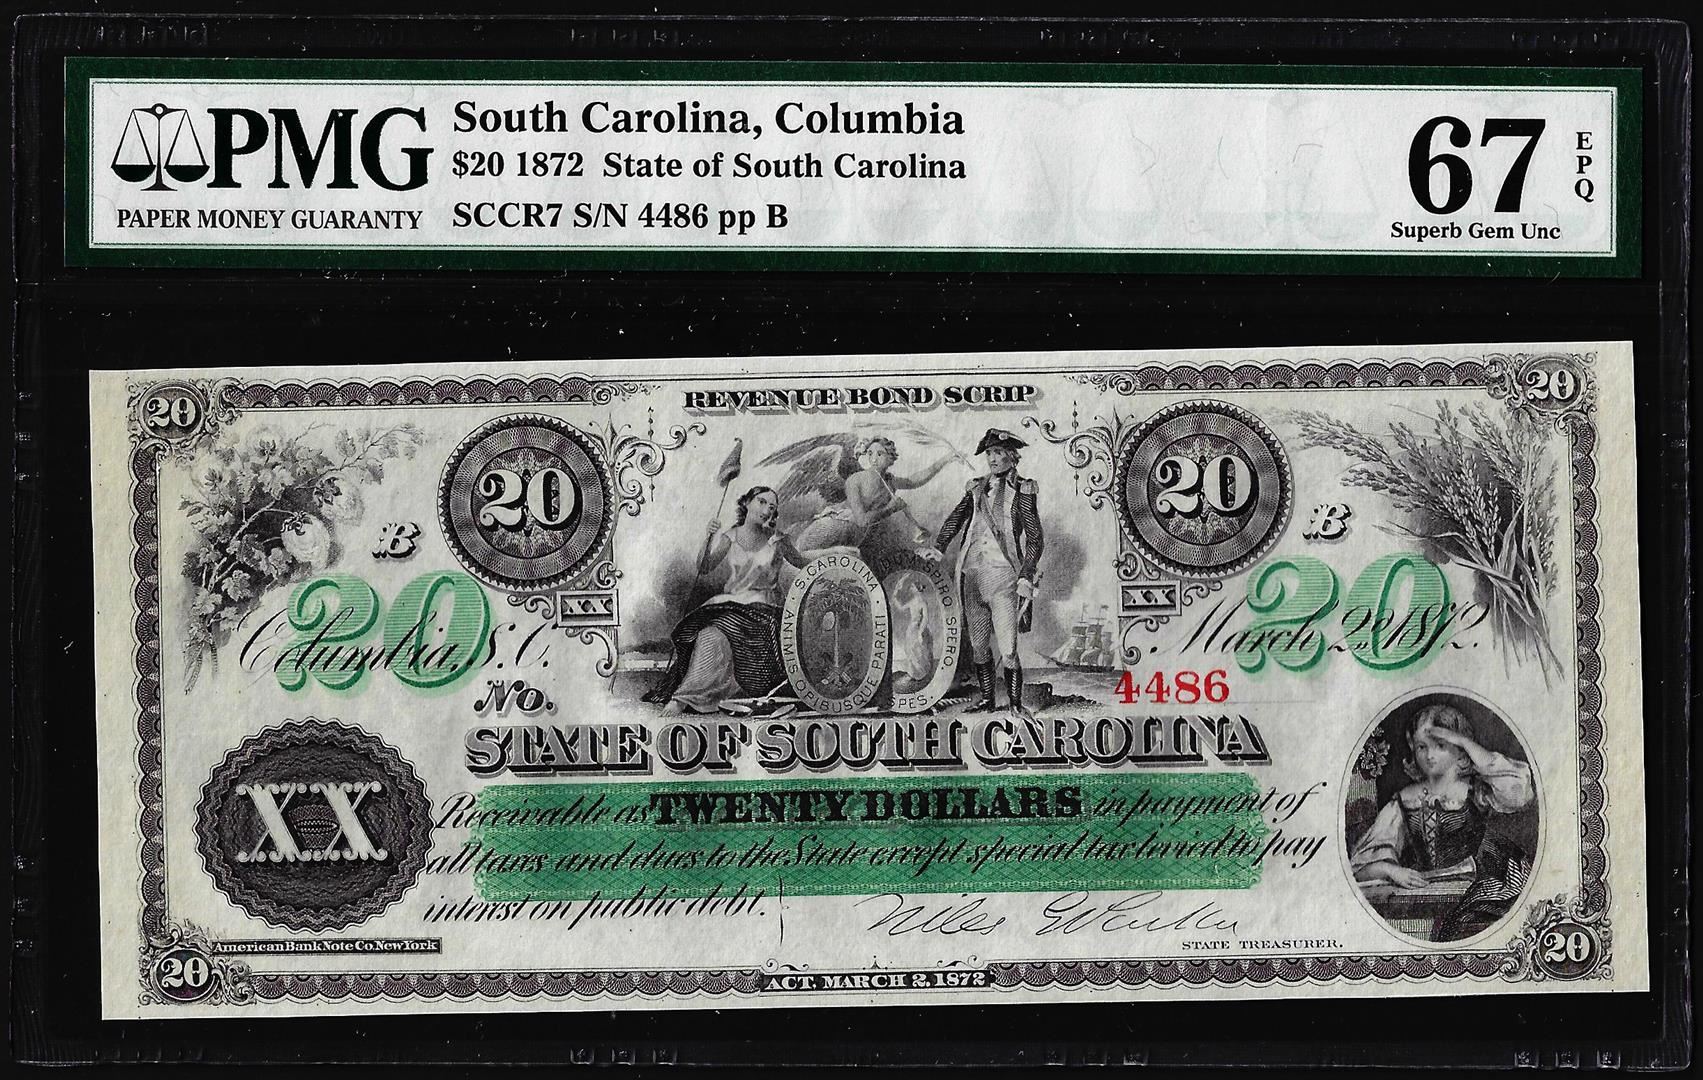 PMG
PAPER MONEY GUARANTY
South Carolina, Columbia
$20 1872 State of South Carolina
SCCR7 S/N 4486 pp B
67
EPQ
Superb Gem Unc
REVENUE BOND SCRIP
20
20
20
20
B
B
20
20
XXX
XXX
S. CAROLINA
ANIMIS OPIBUSQUE PARATI
DUM SPIRO SPERO.
SPES.
Columbia, S.C.
March 2nd 1872.
No.
4486
STATE OF SOUTH CAROLINA
XX
Receivable as TWENTY DOLLARS in payment of
all taxes and dues to the State except special tax levied to pay
interest on public debt.
Niles G Parker
STATE TREASURER.
American Bank Note Co. New York
20
20
ACT. MARCH 2, 1872